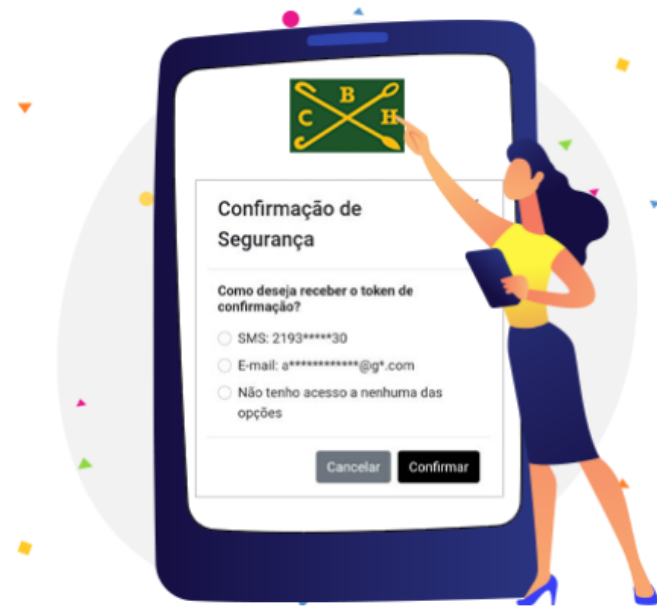 B
C H
Confirmação de
Segurança
Como deseja receber o token de
confirmação?
SMS: 2193*****30
E-mail: a************@g*.com
Não tenho acesso a nenhuma das
opções
Cancelar Confirmar